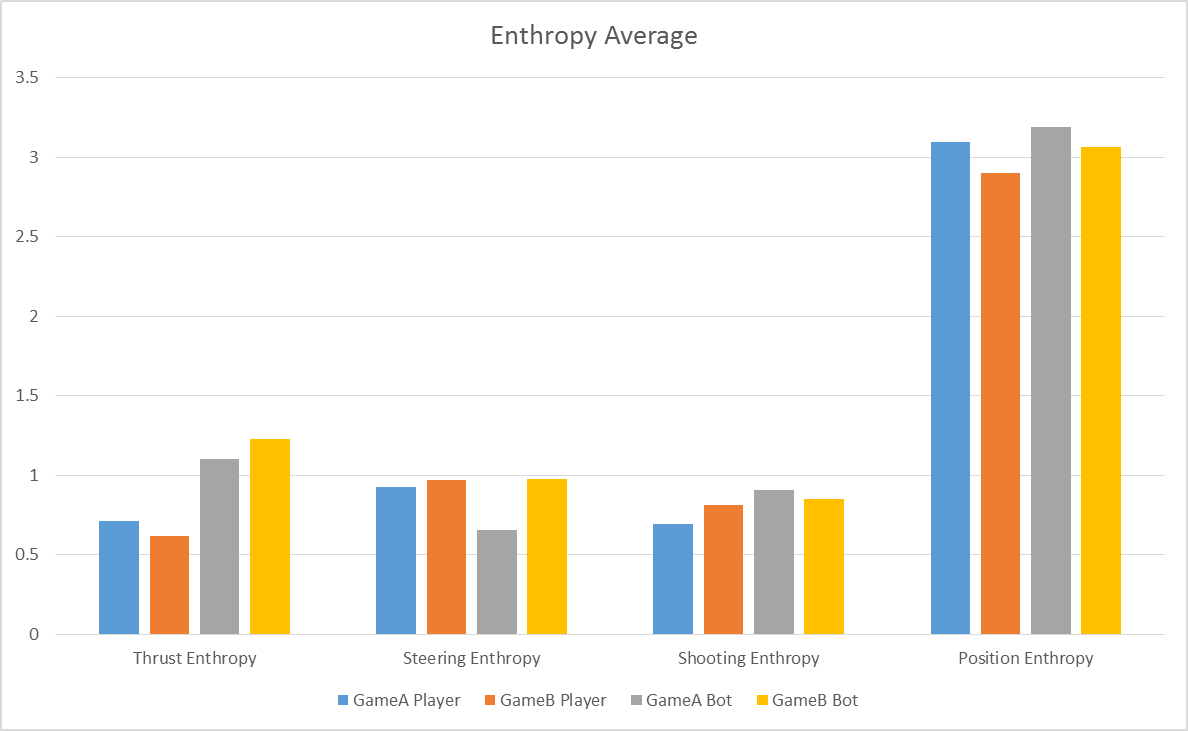 Enthropy Average
3.5
3
2.5
2
1.5
1
0.5
0
Thrust Enthropy Steering Enthropy Shooting Enthropy Position Enthropy
GameA Player GameB Player GameA Bot GameB Bot